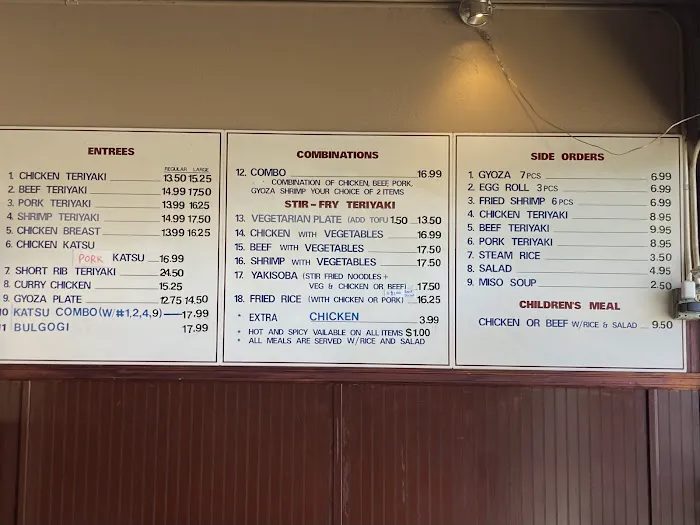 ENTREES
REGULAR LARGE
1. CHICKEN TERIYAKI 13.50 15.25
2. BEEF TERIYAKI 14.99 17.50
3. PORK TERIYAKI 13.99 16.25
4. SHRIMP TERIYAKI 14.99 17.50
5. CHICKEN BREAST 13.99 16.25
6. CHICKEN KATSU
PORK KATSU 16.99
7. SHORT RIB TERIYAKI 24.50
8. CURRY CHICKEN 15.25
9. GYOZA PLATE 12.75 14.50
10 KATSU COMBO (W/#1,2,4,9) 17.99
11 BULGOGI 17.99
COMBINATIONS
12. COMBO 16.99
COMBINATION OF CHICKEN, BEEF, PORK,
GYOZA SHRIMP YOUR CHOICE OF 2 ITEMS
STIR-FRY TERIYAKI
13. VEGETARIAN PLATE (ADD TOFU 1.50 13.50
14. CHICKEN WITH VEGETABLES 16.99
15. BEEF WITH VEGETABLES 17.50
16. SHRIMP WITH VEGETABLES 17.50
17. YAKISOBA (STIR FRIED NOODLES +
VEG & CHICKEN OR BEEF) 17.50
18. FRIED RICE (WITH CHICKEN OR PORK) 16.25
* EXTRA CHICKEN 3.99
* HOT AND SPICY VAILABLE ON ALL ITEMS $1.00
* ALL MEALS ARE SERVED W/RICE AND SALAD
SIDE ORDERS
1. GYOZA 7 PCS 6.99
2. EGG ROLL 3 PCS 6.99
3. FRIED SHRIMP 6 PCS 6.99
4. CHICKEN TERIYAKI 8.95
5. BEEF TERIYAKI 9.95
6. PORK TERIYAKI 8.95
7. STEAM RICE 3.50
8. SALAD 4.95
9. MISO SOUP 2.50
CHILDREN'S MEAL
CHICKEN OR BEEF W/RICE & SALAD 9.50